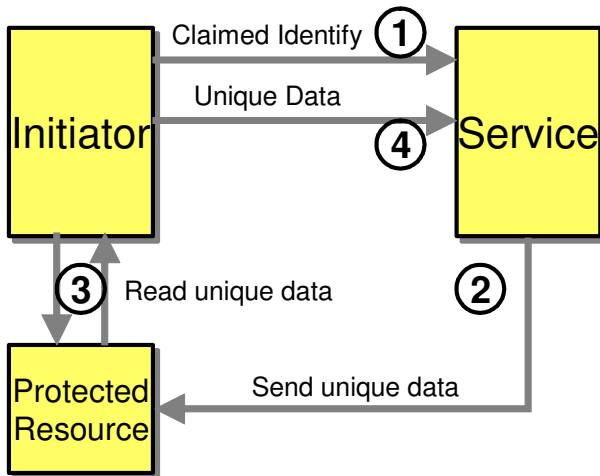 Claimed Identify
1
Unique Data
4
Initiator
Service
3
Read unique data
2
Send unique data
Protected
Resource